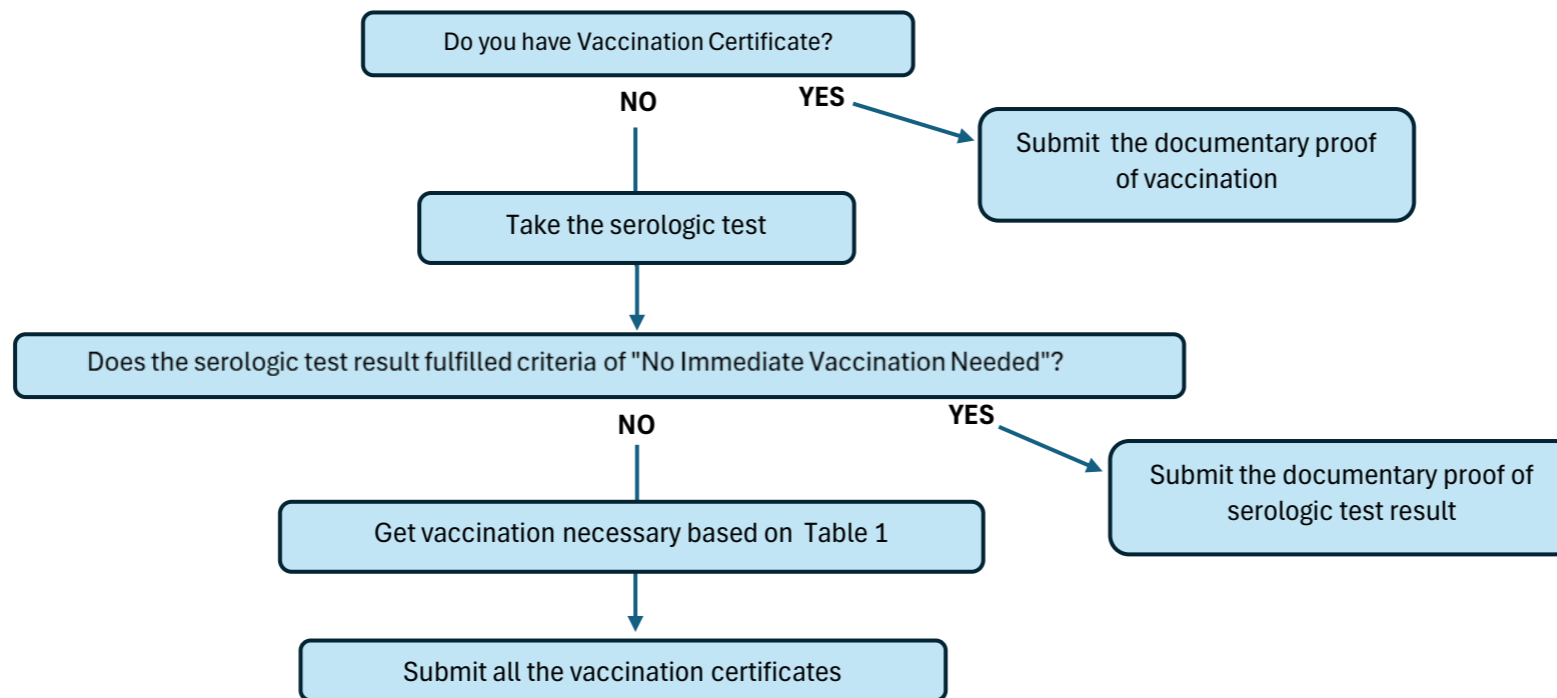 Do you have Vaccination Certificate?
NO
YES
Submit the documentary proof
of vaccination
Take the serologic test
Does the serologic test result fulfilled criteria of "No Immediate Vaccination Needed"?
NO
YES
Submit the documentary proof of
serologic test result
Get vaccination necessary based on Table 1
Submit all the vaccination certificates